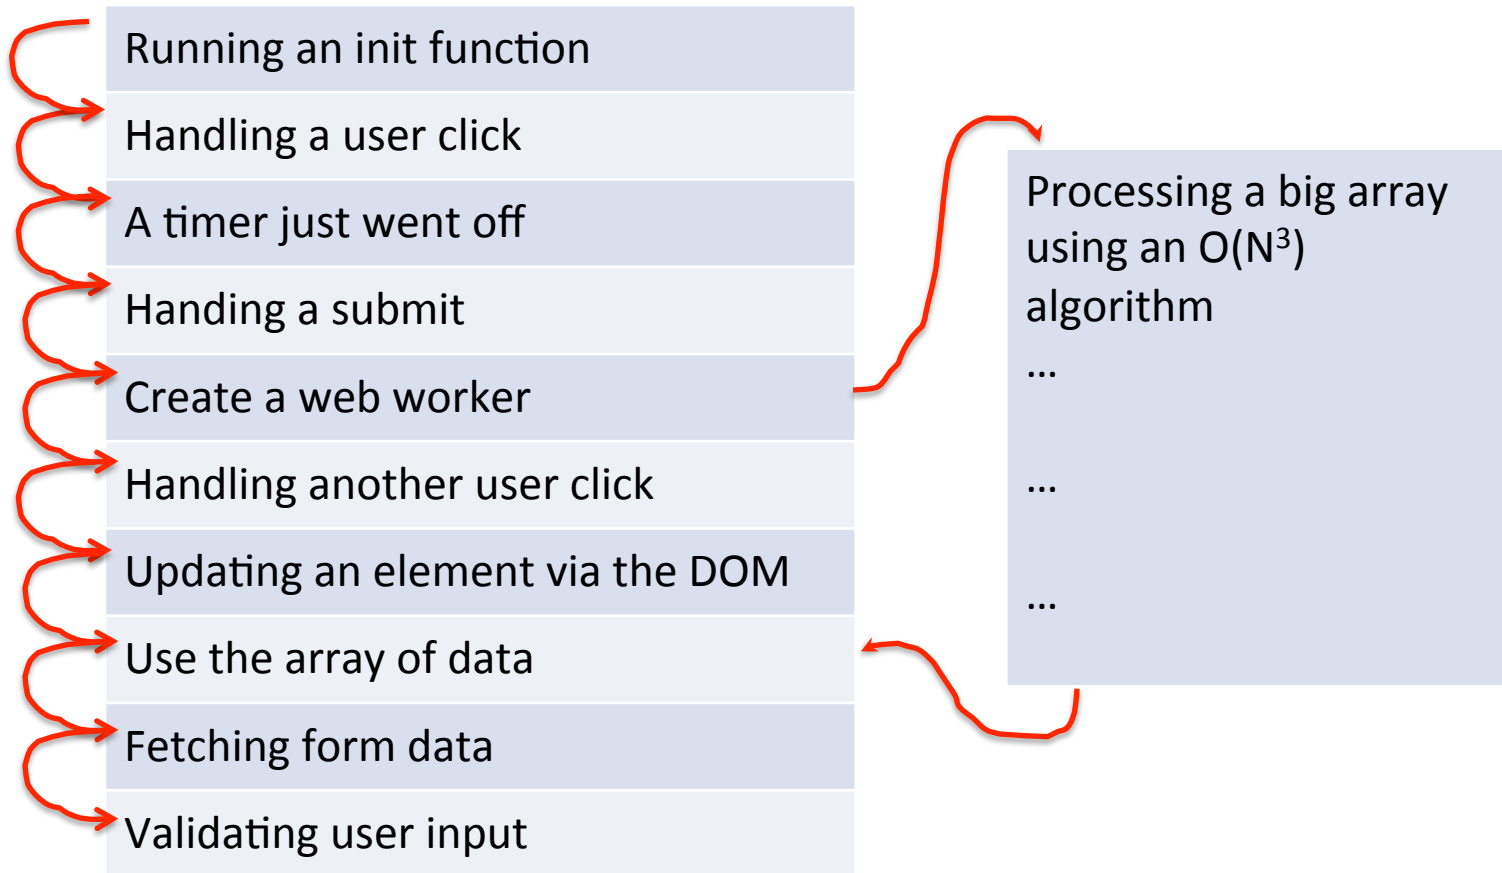 Running an init function
Handling a user click
A timer just went off
Handing a submit
Create a web worker
Handling another user click
Updating an element via the DOM
Use the array of data
Fetching form data
Validating user input
Processing a big array
using an O(N³)
algorithm
…
…
…